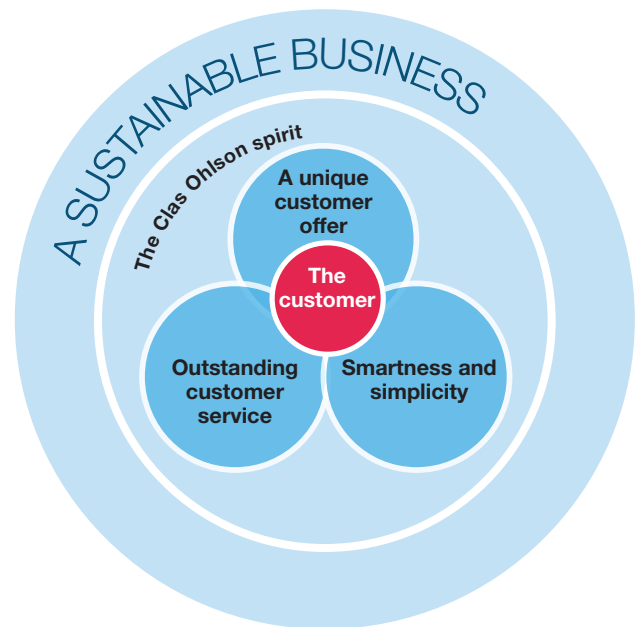 A SUSTAINABLE BUSINESS
The Clas Ohlson spirit
A unique
customer
offer
The
customer
Outstanding
customer
service
Smartness and
simplicity